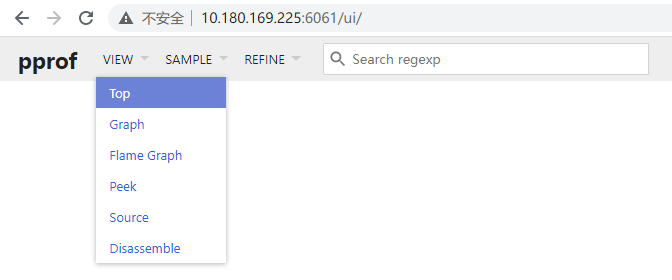 不安全 10.180.169.225:6061/ui/
pprof VIEW SAMPLE REFINE Search regexp
Top
Graph
Flame Graph
Peek
Source
Disassemble